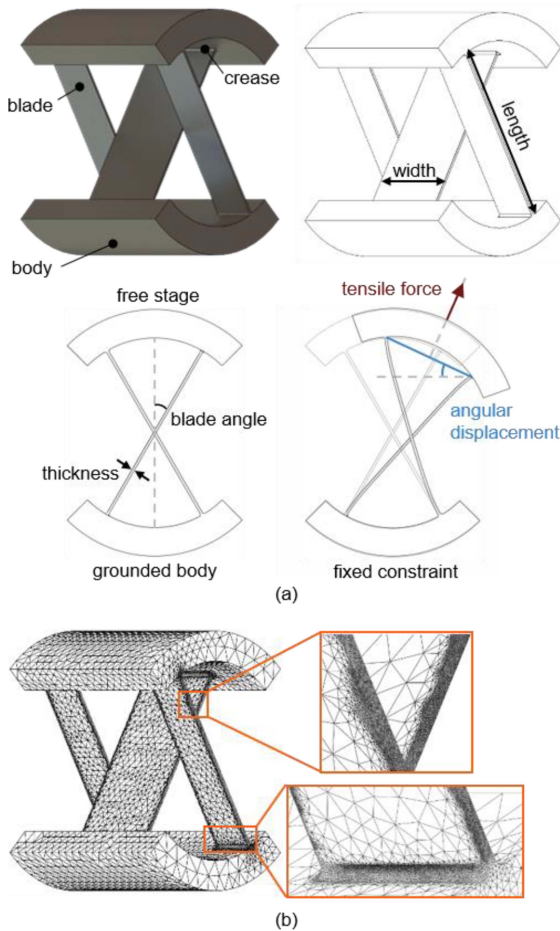 crease
blade
body
length
width
free stage
tensile force
blade angle
thickness
angular
displacement
grounded body
fixed constraint
(a)
(b)